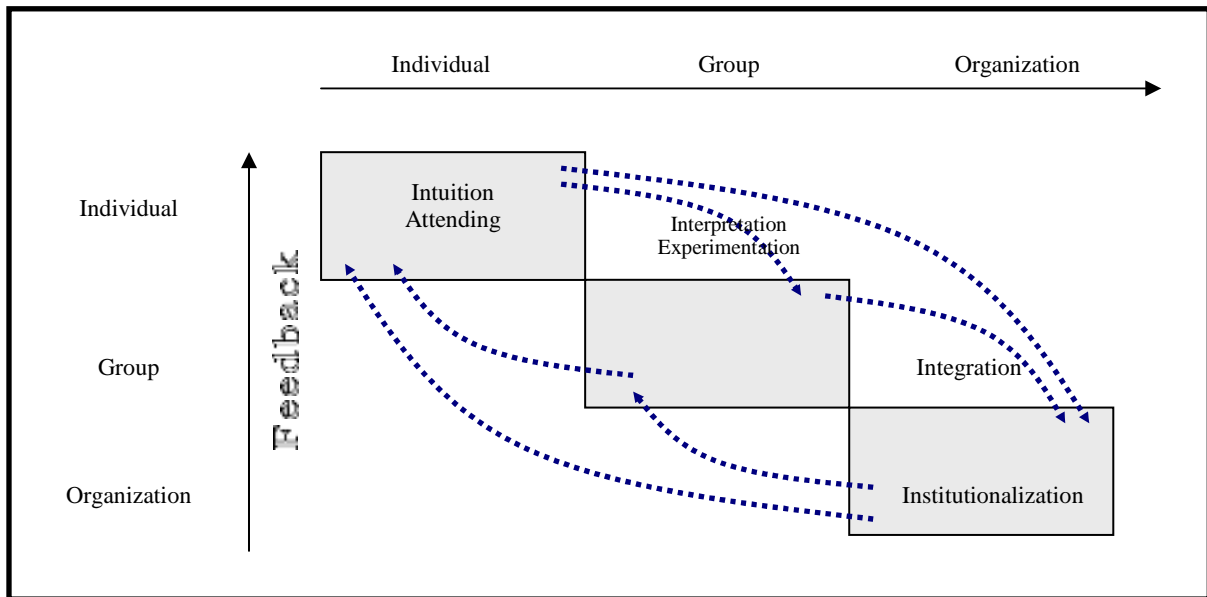 Individual
Group
Organization
Individual
Intuition
Attending
Interpretation
Experimentation
Feedback
Group
Integration
Organization
Institutionalization